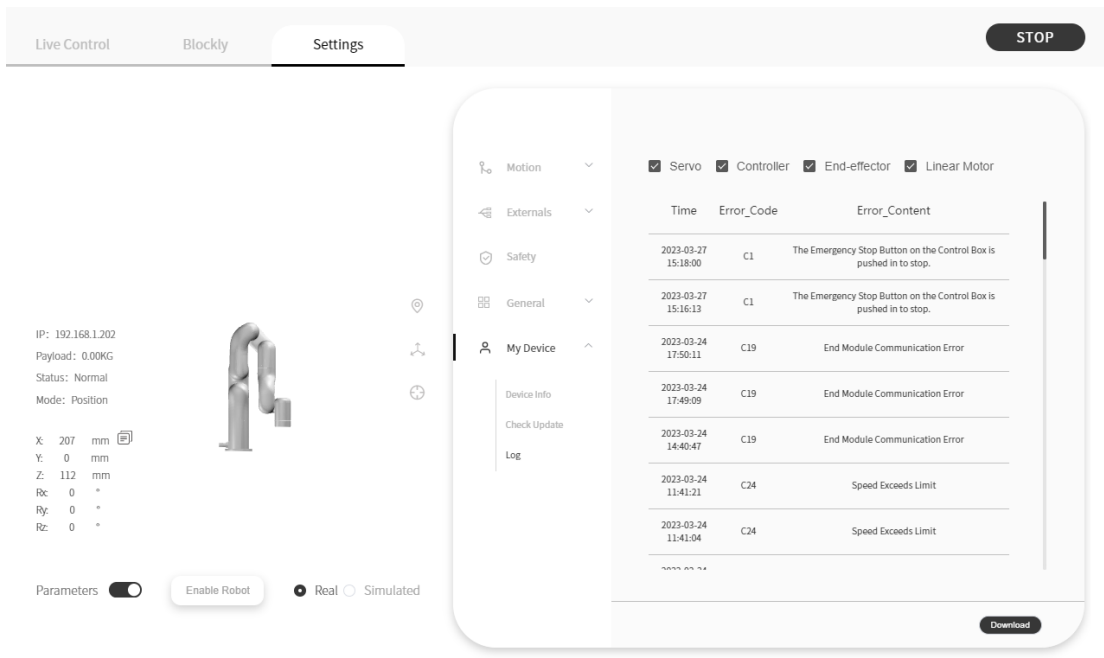 Live Control
Blockly
Settings
STOP
IP: 192.168.1.202
Payload: 0.00KG
Status: Normal
Mode: Position
X: 207 mm
Y: 0 mm
Z: 112 mm
Rx: 0 °
Ry: 0 °
Rz: 0 °
Parameters
Enable Robot
Real
Simulated
Motion
Externals
Safety
General
My Device
Device Info
Check Update
Log
Servo Controller End-effector Linear Motor
Time Error_Code Error_Content
2023-03-27
15:18:00
C1
The Emergency Stop Button on the Control Box is
pushed in to stop.
2023-03-27
15:16:13
C1
The Emergency Stop Button on the Control Box is
pushed in to stop.
2023-03-24
17:50:11
C19
End Module Communication Error
2023-03-24
17:49:09
C19
End Module Communication Error
2023-03-24
14:40:47
C19
End Module Communication Error
2023-03-24
11:41:21
C24
Speed Exceeds Limit
2023-03-24
11:41:04
C24
Speed Exceeds Limit
Download